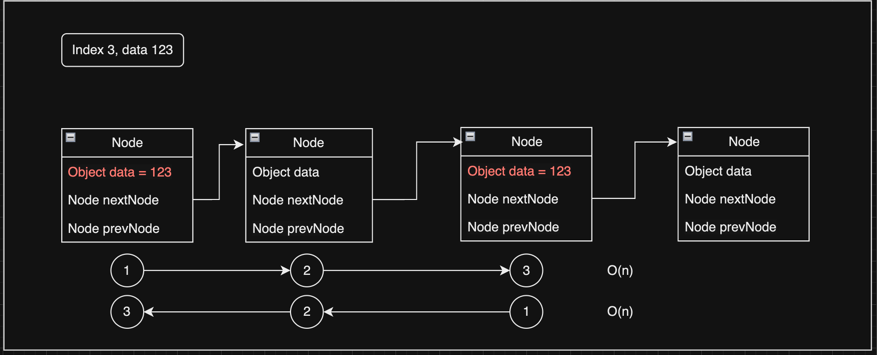 Index 3, data 123
Node
Object data = 123
Node nextNode
Node prevNode
Node
Object data
Node nextNode
Node prevNode
Node
Object data = 123
Node nextNode
Node prevNode
Node
Object data
Node nextNode
Node prevNode
1 2 3 O(n)
3 2 1 O(n)